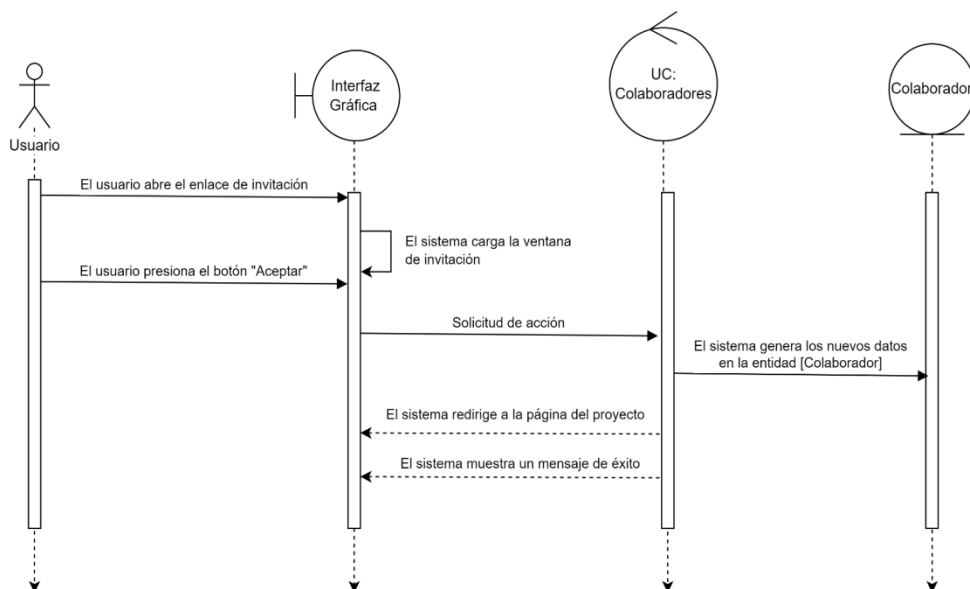 Usuario
Interfaz
Gráfica
UC:
Colaboradores
Colaborador
El usuario abre el enlace de invitación
El sistema carga la ventana
de invitación
El usuario presiona el botón "Aceptar"
Solicitud de acción
El sistema genera los nuevos datos
en la entidad [Colaborador]
El sistema redirige a la página del proyecto
El sistema muestra un mensaje de éxito